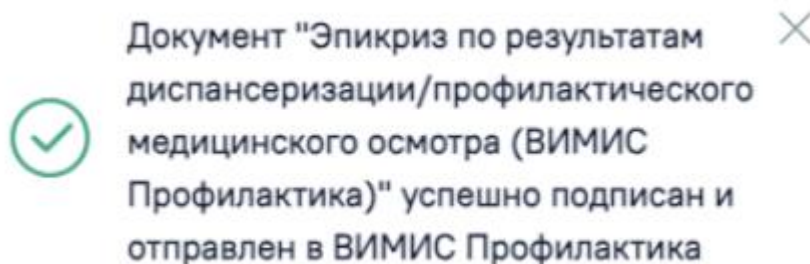 Документ "Эпикриз по результатам
диспансеризации/профилактического
медицинского осмотра (ВИМИС
Профилактика)" успешно подписан и
отправлен в ВИМИС Профилактика